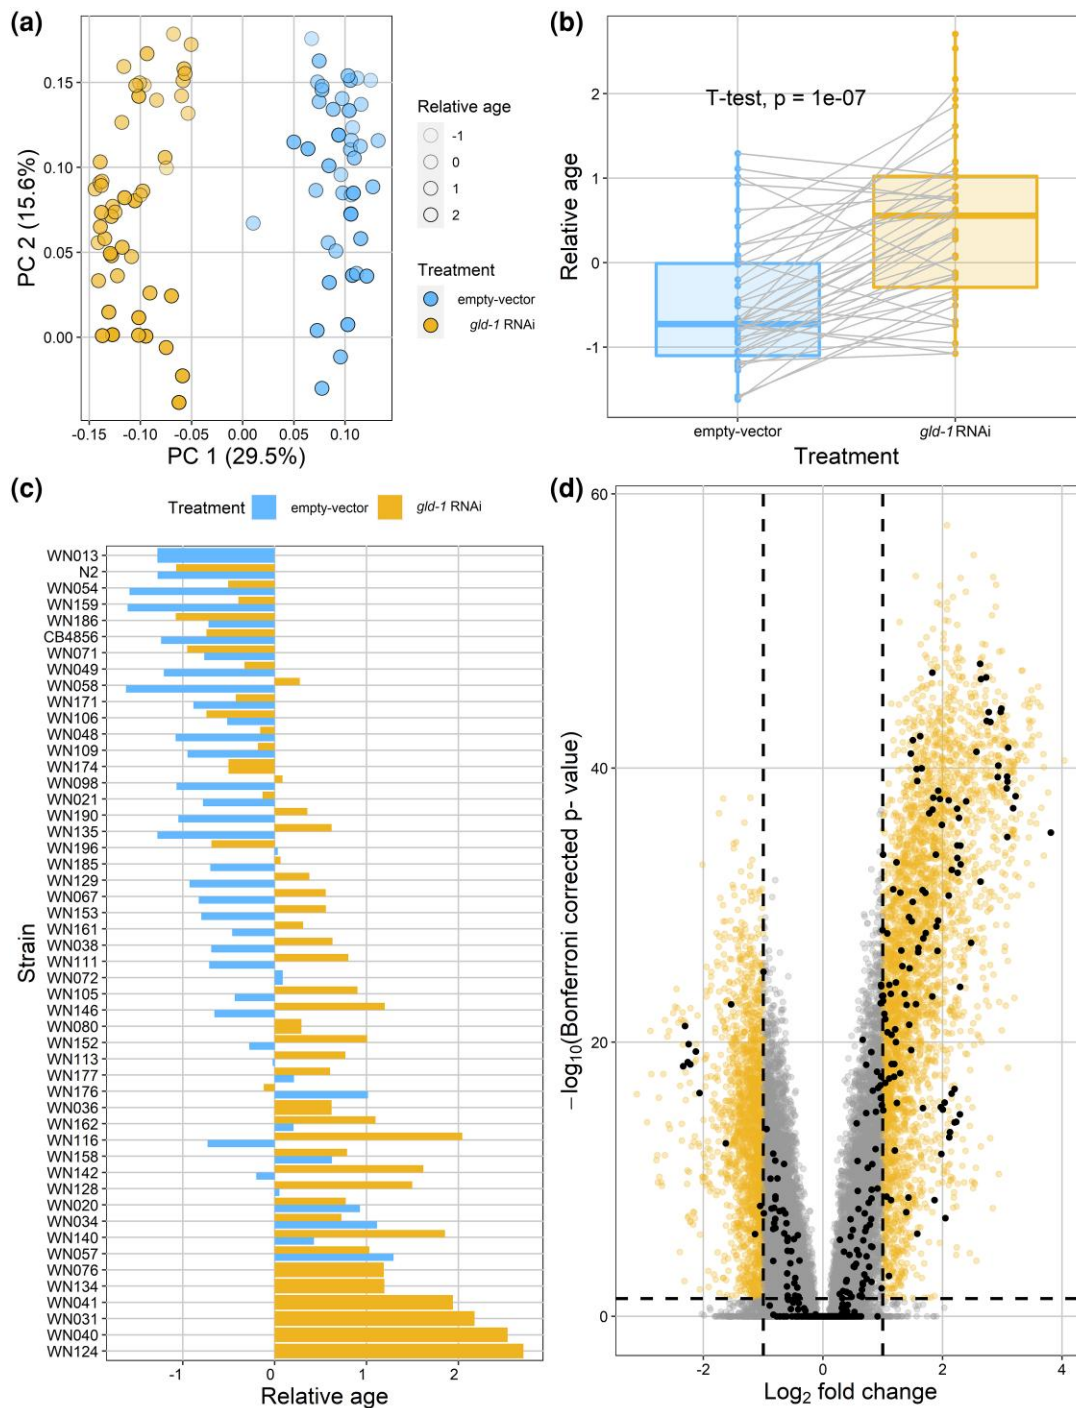 (a)
PC 2 (15.6%)
0.15
0.10
0.05
0.00
-0.15
-0.10
-0.05
0.00
0.05
0.10
PC 1 (29.5%)
Relative age
-1
0
1
2
Treatment
empty-vector
gld-1 RNAi
(b)
Relative age
2
1
0
-1
T-test, p = 1e-07
empty-vector
gld-1 RNAi
Treatment
(c)
Treatment
empty-vector
gld-1 RNAi
Strain
WN013
N2
WN054
WN159
WN186
CB4856
WN071
WN049
WN058
WN171
WN106
WN048
WN109
WN174
WN098
WN021
WN190
WN135
WN196
WN185
WN129
WN067
WN153
WN161
WN038
WN111
WN072
WN105
WN146
WN080
WN152
WN113
WN177
WN176
WN036
WN162
WN116
WN158
WN142
WN128
WN020
WN034
WN140
WN057
WN076
WN134
WN041
WN031
WN040
WN124
-1
0
1
2
Relative age
(d)
−log10(Bonferroni corrected p- value)
60
40
20
0
-2
0
2
4
Log2 fold change